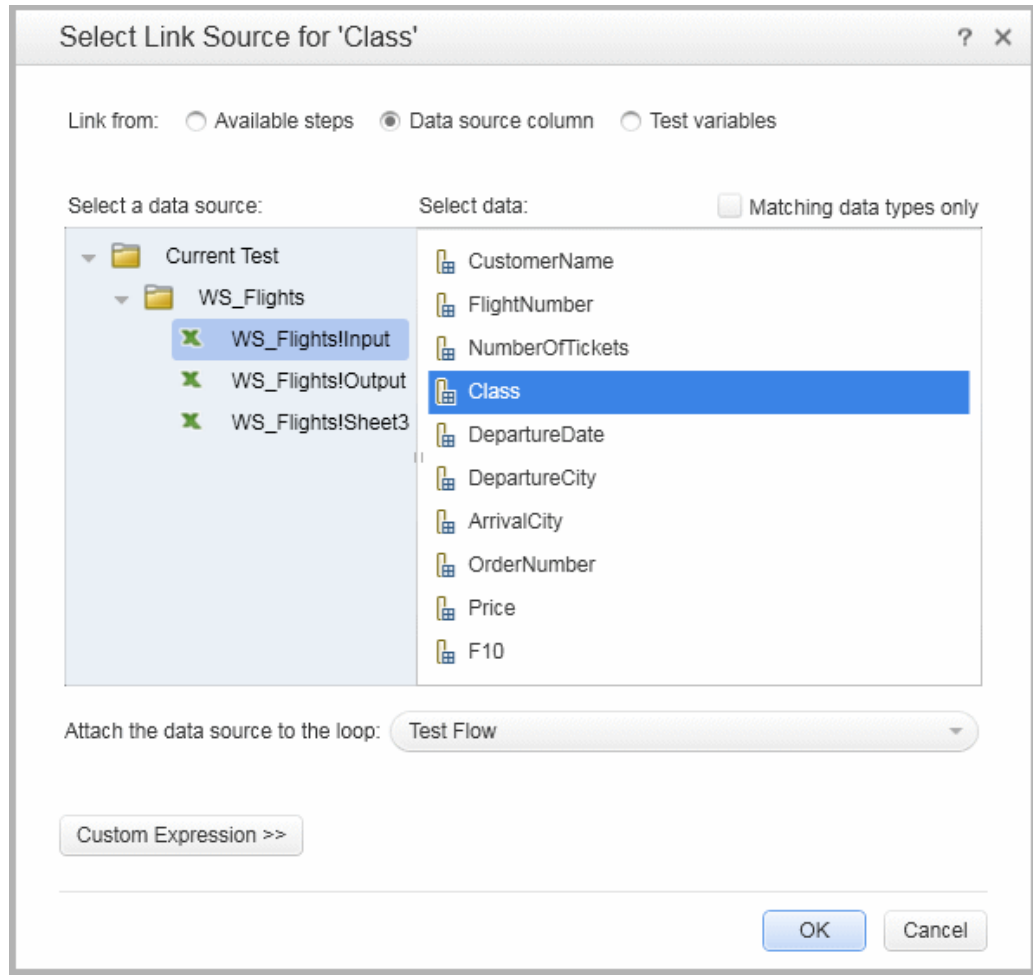 Select Link Source for 'Class'
? ×
Link from: Available steps Data source column Test variables
Select a data source: Select data: Matching data types only
Current Test
WS_Flights
WS_Flights!Input
WS_Flights!Output
WS_Flights!Sheet3
CustomerName
FlightNumber
NumberOfTickets
Class
DepartureDate
DepartureCity
ArrivalCity
OrderNumber
Price
F10
Attach the data source to the loop: Test Flow
Custom Expression >>
OK Cancel